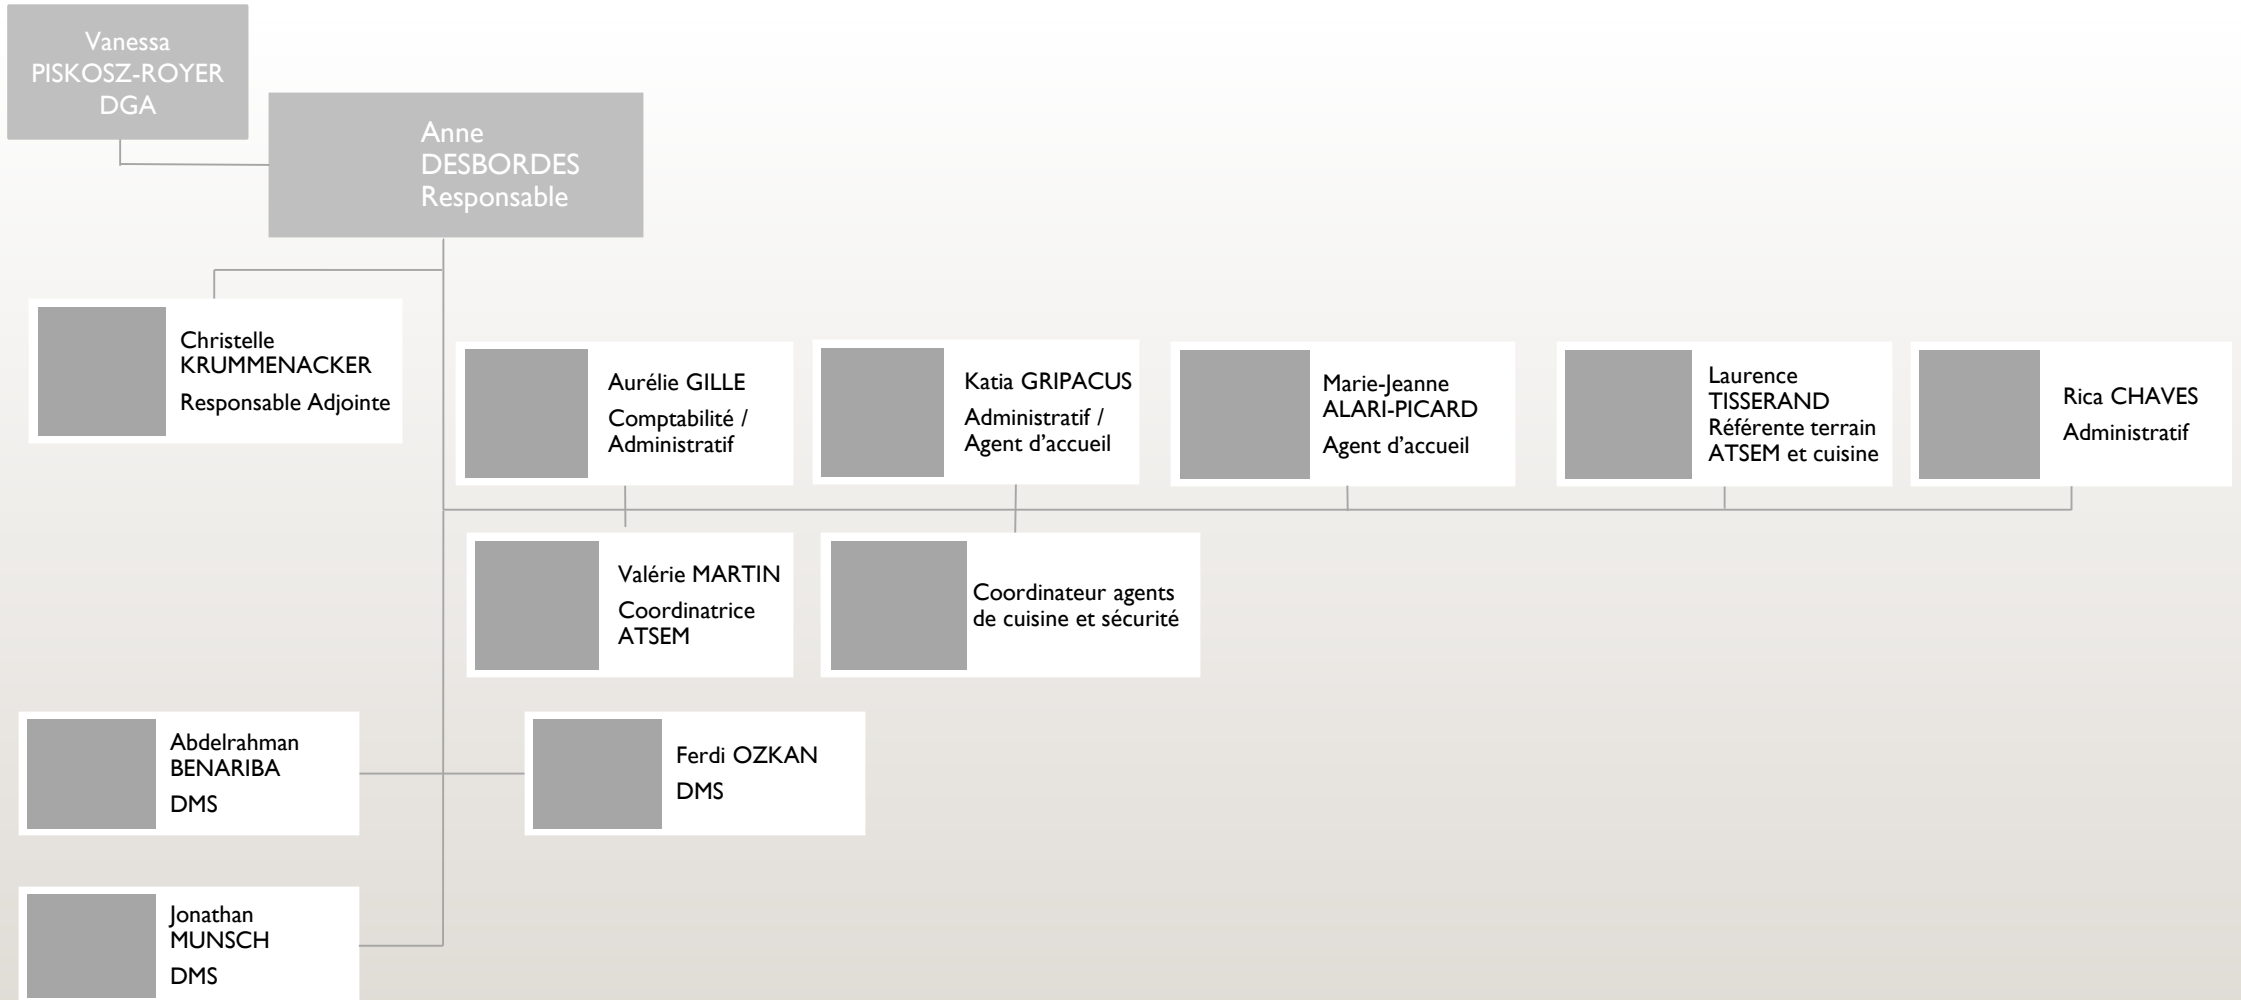 Vanessa
PISKOSZ-ROYER
DGA
Anne
DESBORDES
Responsable
Christelle
KRUMMENACKER
Responsable Adjointe
Aurélie GILLE
Comptabilité /
Administratif
Katia GRIPACUS
Administratif /
Agent d’accueil
Marie-Jeanne
ALARI-PICARD
Agent d’accueil
Laurence
TISSERAND
Référente terrain
ATSEM et cuisine
Rica CHAVES
Administratif
Valérie MARTIN
Coordinatrice
ATSEM
Coordinateur agents
de cuisine et sécurité
Abdelrahman
BENARIBA
DMS
Ferdi OZKAN
DMS
Jonathan
MUNSCH
DMS